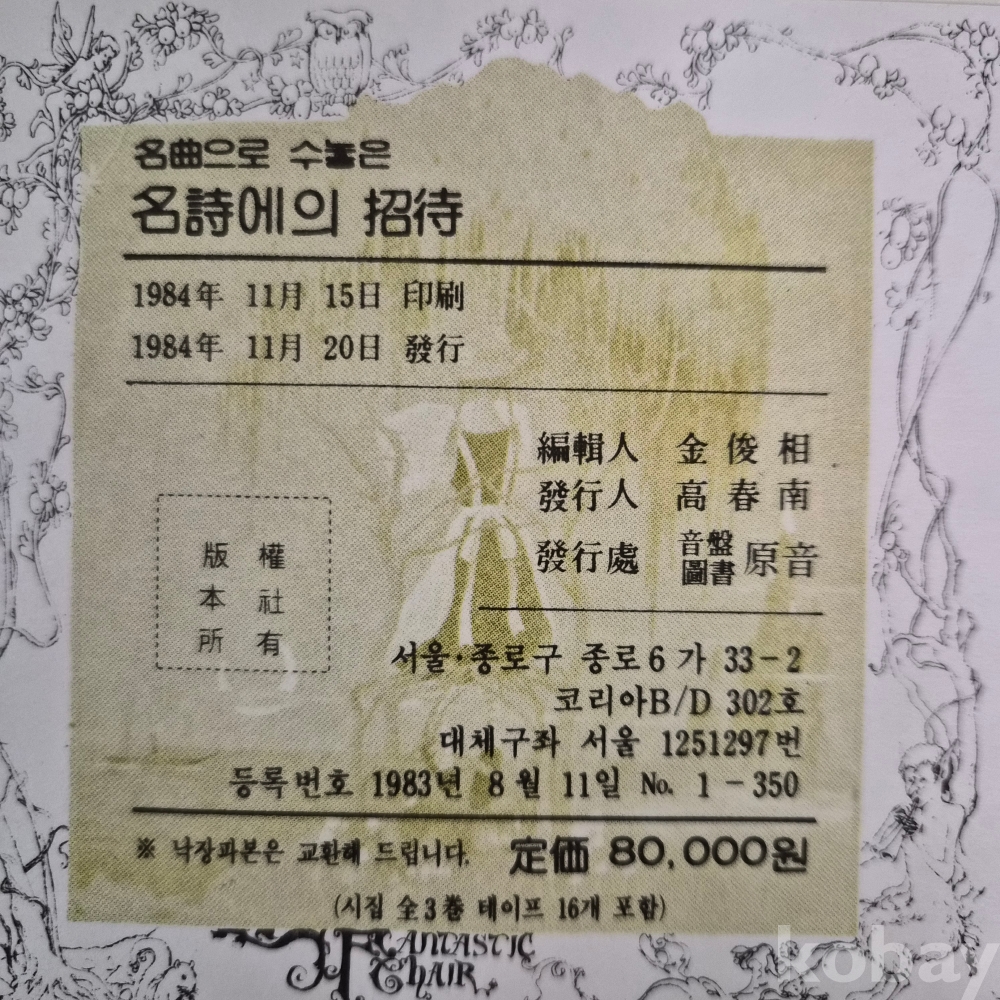 名曲으로 수놓은
名詩에의 招待
1984年 11月 15日 印刷
1984年 11月 20日 發行
編輯人 金俊相
發行人 高春南
發行處 音盤圖書 原音
版權
本社
所有
서울·종로구 종로6가 33-2
코리아B/D 302호
대체구좌 서울 1251297번
등록번호 1983년 8월 11일 No. 1-350
※ 낙장파본은 교환해 드립니다. 定価 80,000원
(시집 全3巻 테이프 16개 포함)
FANTASTIC
CHAIR
kobay